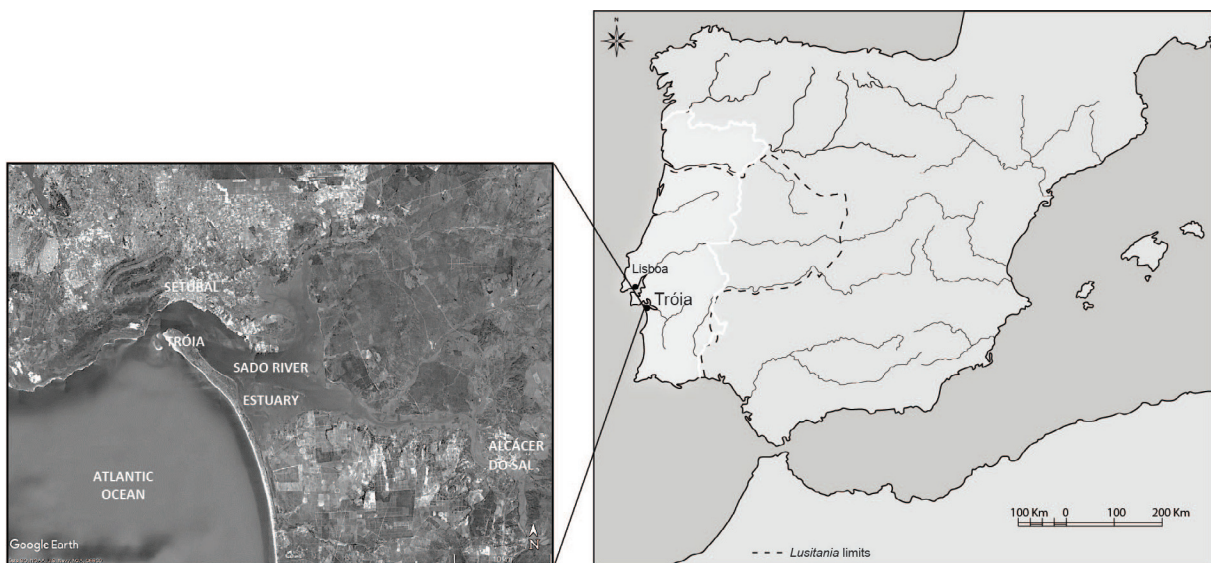 SETÚBAL
TRÓIA
SADO RIVER
ESTUARY
ALCÁCER
DO SAL
ATLANTIC
OCEAN
Google Earth
N
N
Lisboa
Tróia
100 Km 0 100 200 Km
Lusitania limits